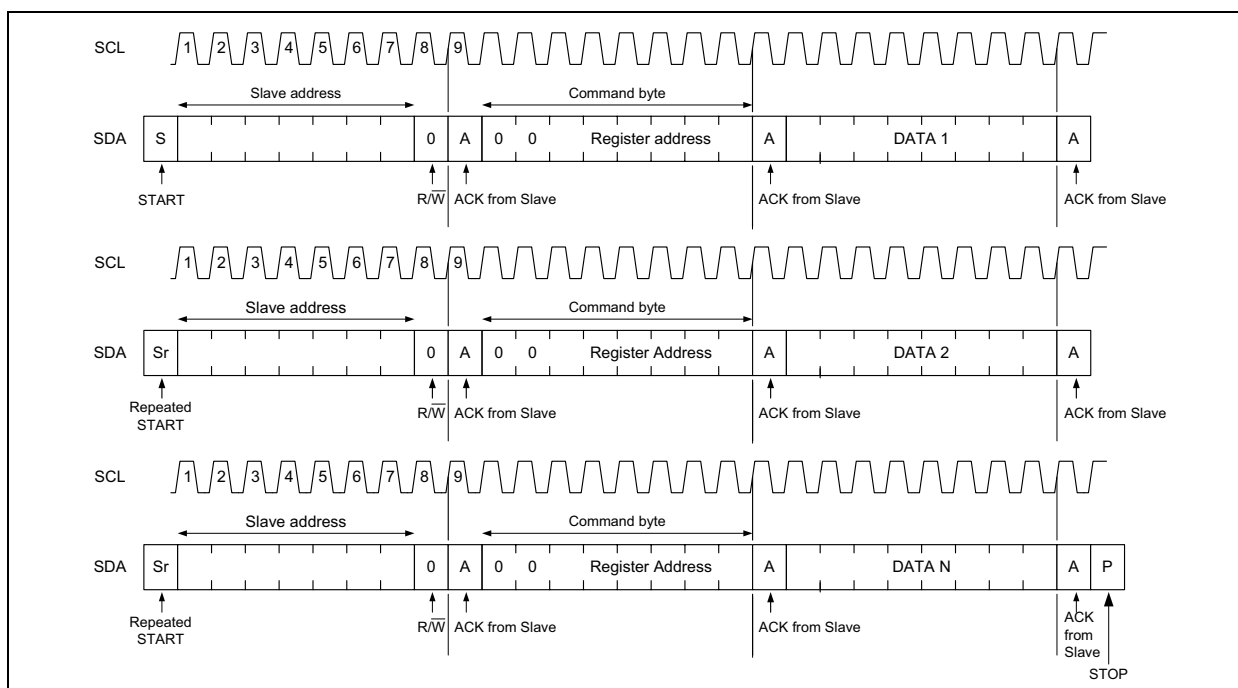 SCL 1 2 3 4 5 6 7 8 9
Slave address Command byte
SDA S 0 A 0 0 Register address A DATA 1 A
START R/W̅ ACK from Slave ACK from Slave ACK from Slave
SCL 1 2 3 4 5 6 7 8 9
Slave address Command byte
SDA Sr 0 A 0 0 Register Address A DATA 2 A
Repeated START R/W̅ ACK from Slave ACK from Slave ACK from Slave
SCL 1 2 3 4 5 6 7 8 9
Slave address Command byte
SDA Sr 0 A 0 0 Register Address A DATA N A P
Repeated START R/W̅ ACK from Slave ACK from Slave ACK from Slave
STOP